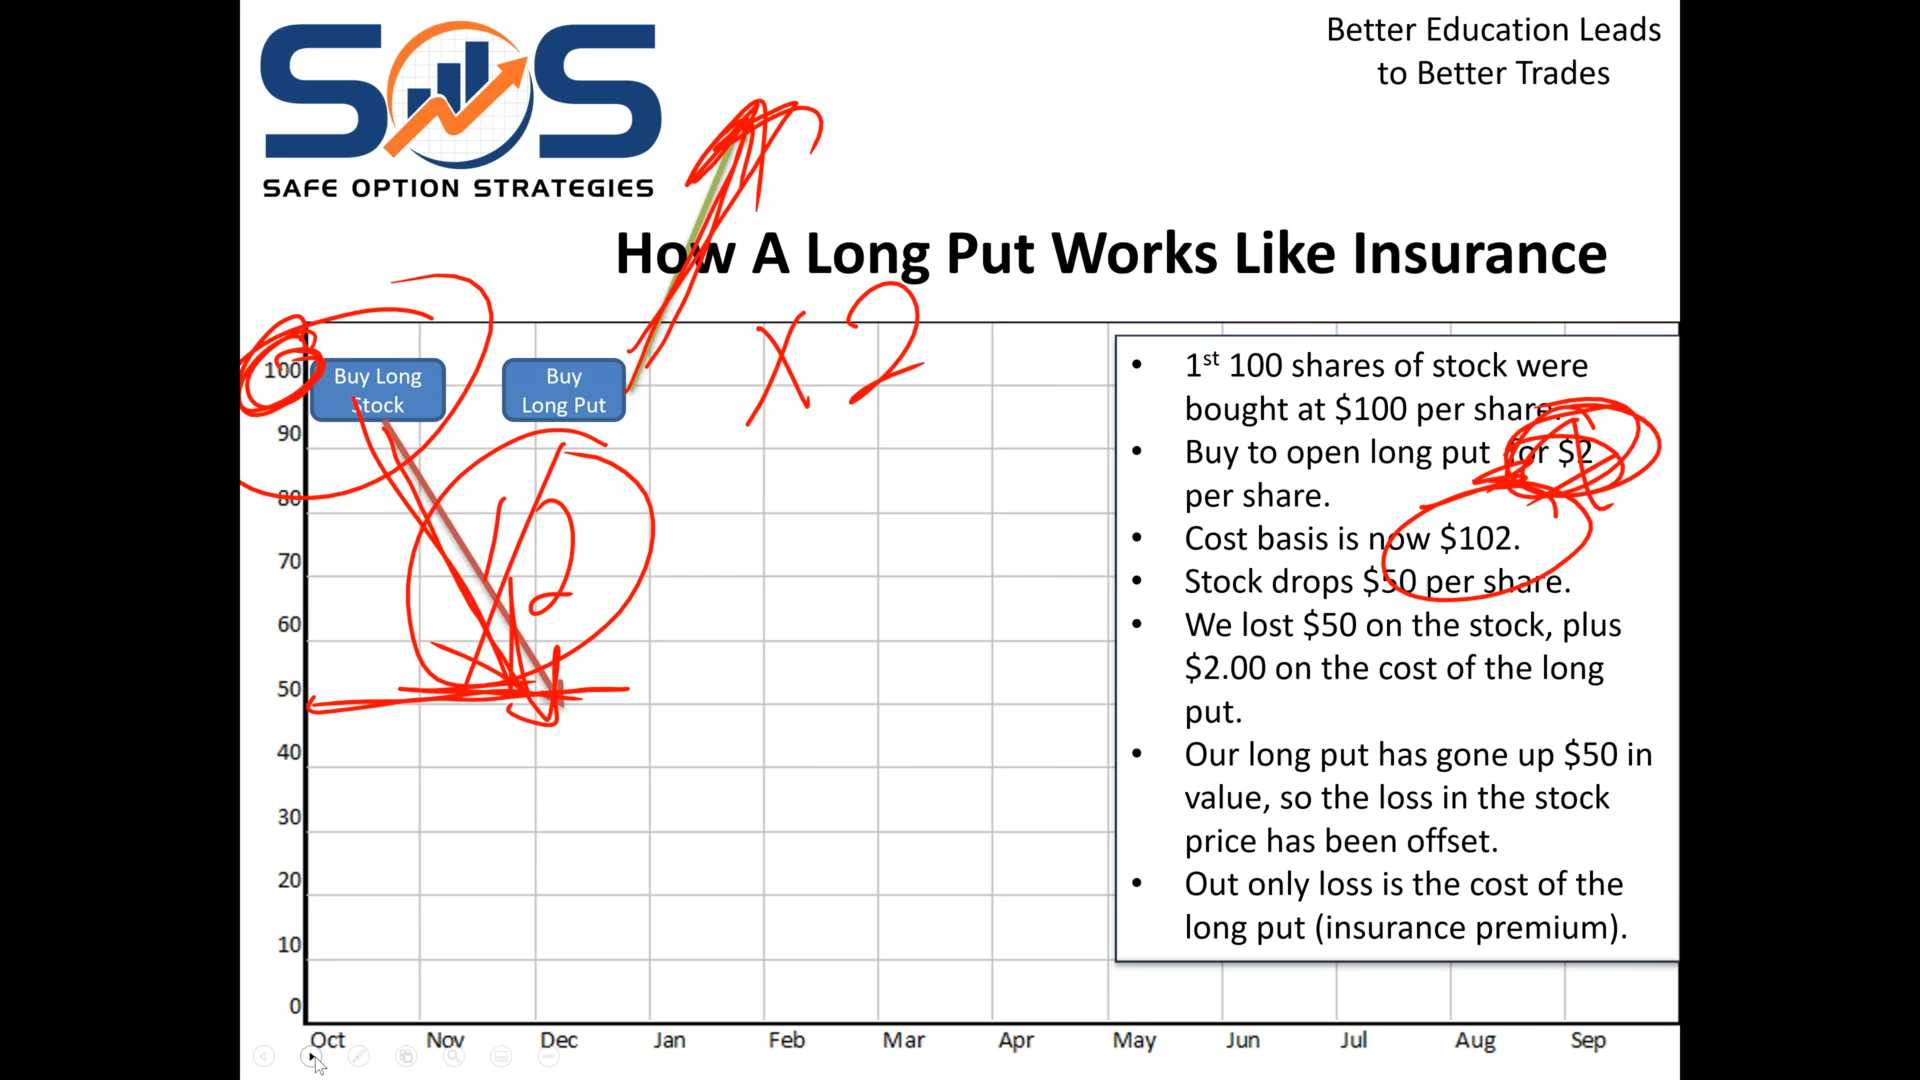 SOS
SAFE OPTION STRATEGIES
Better Education Leads
to Better Trades
How A Long Put Works Like Insurance
x 2
100
90
80
70
60
50
40
30
20
10
0
Buy Long
Stock
Buy
Long Put
• 1st 100 shares of stock were
bought at $100 per share.
• Buy to open long put for $2
per share.
• Cost basis is now $102.
• Stock drops $50 per share.
• We lost $50 on the stock, plus
$2.00 on the cost of the long
put.
• Our long put has gone up $50 in
value, so the loss in the stock
price has been offset.
• Out only loss is the cost of the
long put (insurance premium).
Oct Nov Dec Jan Feb Mar Apr May Jun Jul Aug Sep